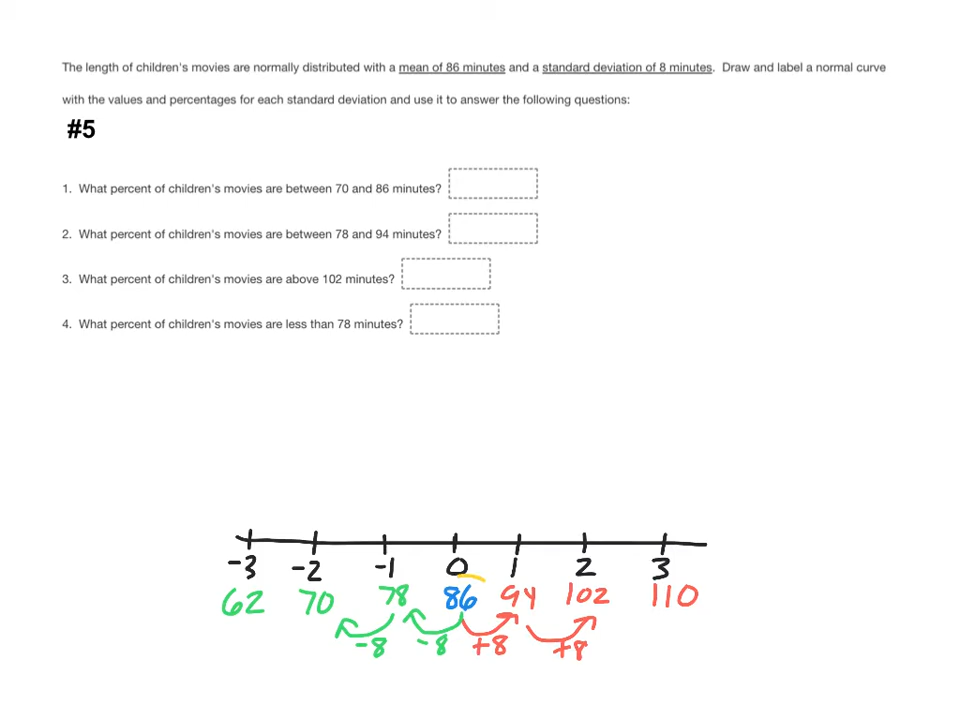 The length of children's movies are normally distributed with a mean of 86 minutes and a standard deviation of 8 minutes. Draw and label a normal curve
with the values and percentages for each standard deviation and use it to answer the following questions:
#5
1. What percent of children's movies are between 70 and 86 minutes?
2. What percent of children's movies are between 78 and 94 minutes?
3. What percent of children's movies are above 102 minutes?
4. What percent of children's movies are less than 78 minutes?
-3 -2 -1 0 1 2 3
62 70 78 86 94 102 110
-8 -8 +8 +8